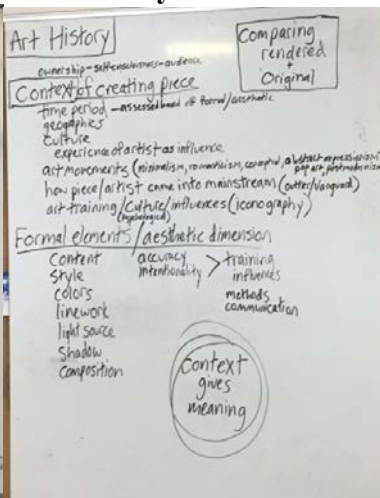 Art History
Comparing
rendered
+
Original
ownership - self-consciousness - audience
Context of creating piece
time period - assessed based of formal/aesthetic
geographies
culture
experience of artist as influence
art movements (minimalism, romanticism, conceptual, abstract expressionism
pop art, postmodernism
how piece/artist came into mainstream (outter/vanguard)
art training/culture/influences (iconography)
(psychological)
Formal elements/aesthetic dimension
Content
Style
Colors
linework
light source
Shadow
composition
accuracy
intentionality
> training
influences
methods
communication
Context
gives
meaning